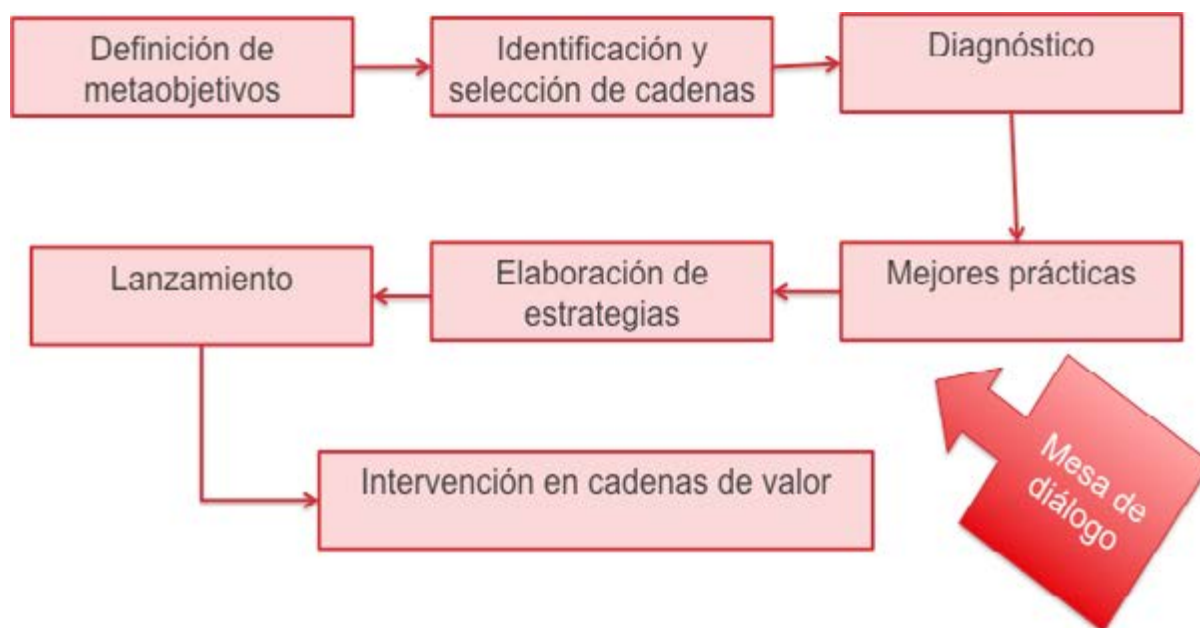 Definición de
metaobjetivos
Identificación y
selección de cadenas
Diagnóstico
Mejores prácticas
Elaboración de
estrategias
Lanzamiento
Intervención en cadenas de valor
Mesa de
diálogo